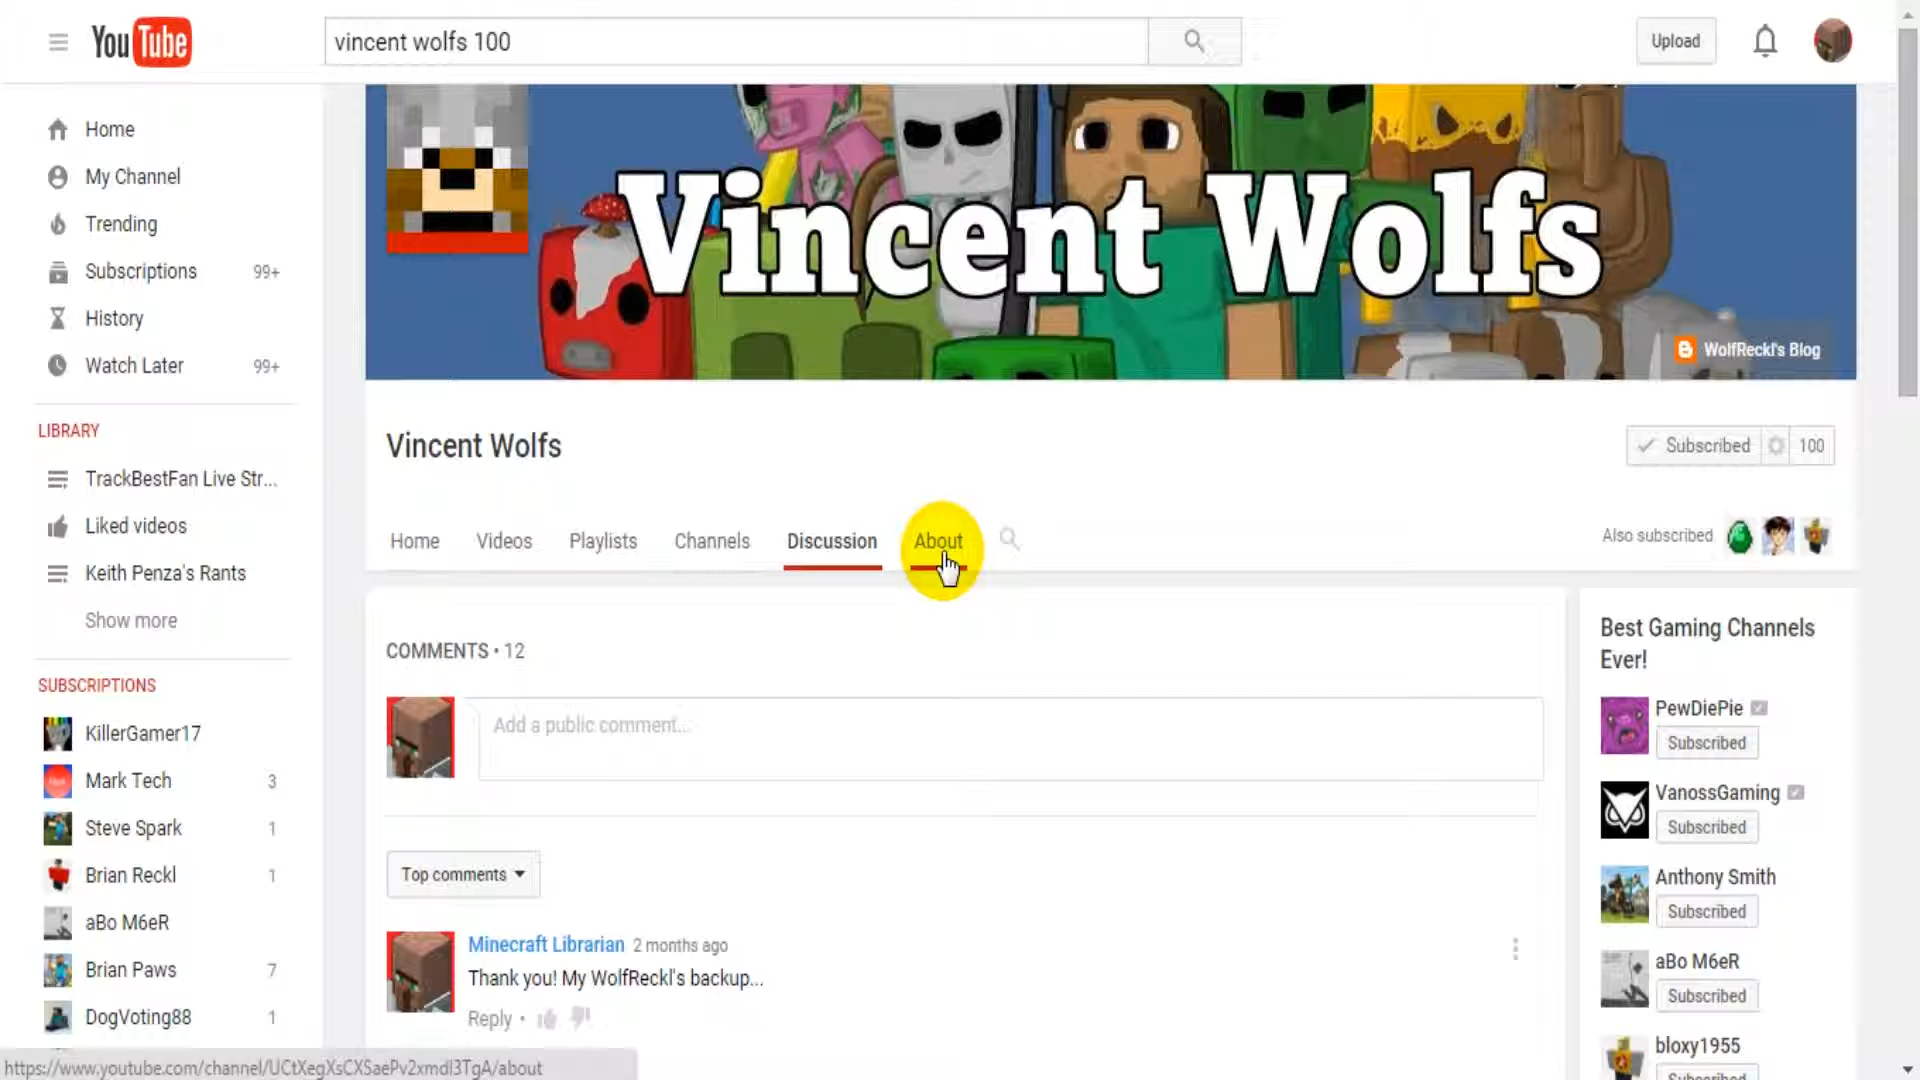 YouTube
vincent wolfs 100
Upload
Home
My Channel
Trending
Subscriptions 99+
History
Watch Later 99+
LIBRARY
TrackBestFan Live Str...
Liked videos
Keith Penza's Rants
Show more
SUBSCRIPTIONS
KillerGamer17
Mark Tech 3
Steve Spark 1
Brian Reckl 1
aBo M6eR
Brian Paws 7
DogVoting88 1
Vincent Wolfs
WolfReckl's Blog
Vincent Wolfs
Subscribed 100
Home Videos Playlists Channels Discussion About
Also subscribed
COMMENTS • 12
Add a public comment...
Top comments
Minecraft Librarian 2 months ago
Thank you! My WolfReckl's backup...
Reply •
Best Gaming Channels
Ever!
PewDiePie
Subscribed
VanossGaming
Subscribed
Anthony Smith
Subscribed
aBo M6eR
Subscribed
bloxy1955
Subscribed
https://www.youtube.com/channel/UCtXegXsCXSaePv2xmdl3TgA/about